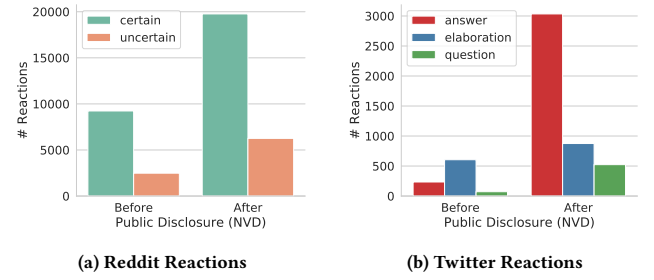 20000
15000
10000
5000
0
# Reactions
certain
uncertain
Before
After
Public Disclosure (NVD)
(a) Reddit Reactions
3000
2500
2000
1500
1000
500
0
# Reactions
answer
elaboration
question
Before
After
Public Disclosure (NVD)
(b) Twitter Reactions